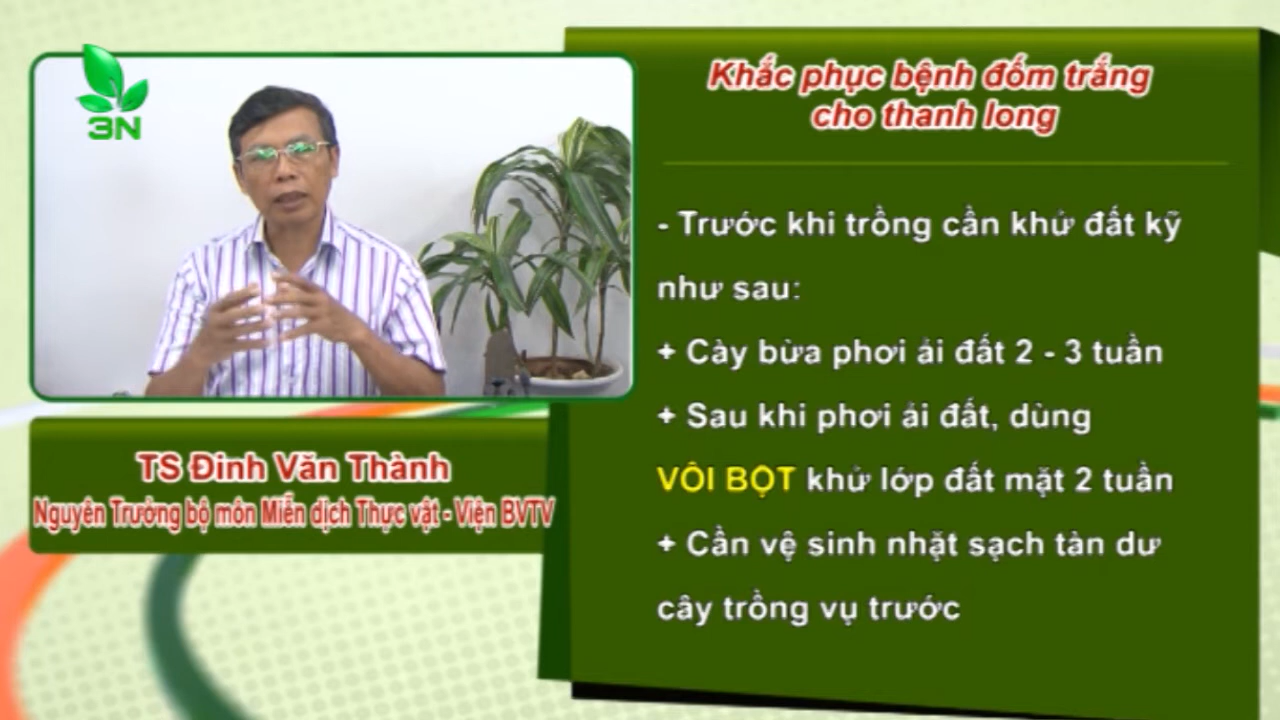 3N
Khắc phục bệnh đốm trắng
cho thanh long
- Trước khi trồng cần khử đất kỹ
như sau:
+ Cày bừa phơi ải đất 2 - 3 tuần
+ Sau khi phơi ải đất, dùng
VÔI BỘT khử lớp đất mặt 2 tuần
+ Cần vệ sinh nhặt sạch tàn dư
cây trồng vụ trước
TS Đinh Văn Thành
Nguyên Trưởng bộ môn Miễn dịch Thực vật - Viện BVTV